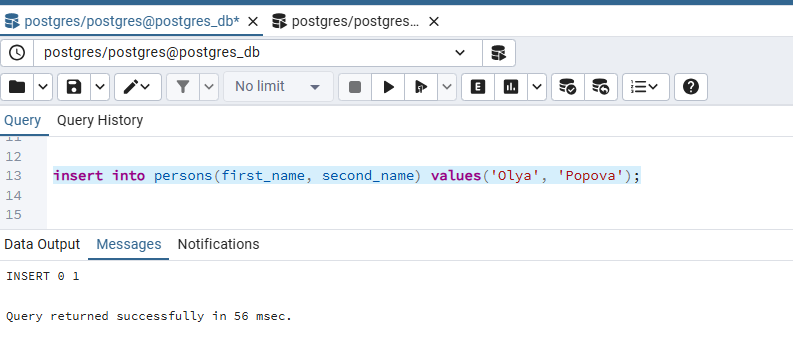 postgres/postgres@postgres_db*
postgres/postgres...
postgres/postgres@postgres_db
No limit
E
Query
Query History
11
12
13 insert into persons(first_name, second_name) values('Olya', 'Popova');
14
15
Data Output
Messages
Notifications
INSERT 0 1
Query returned successfully in 56 msec.